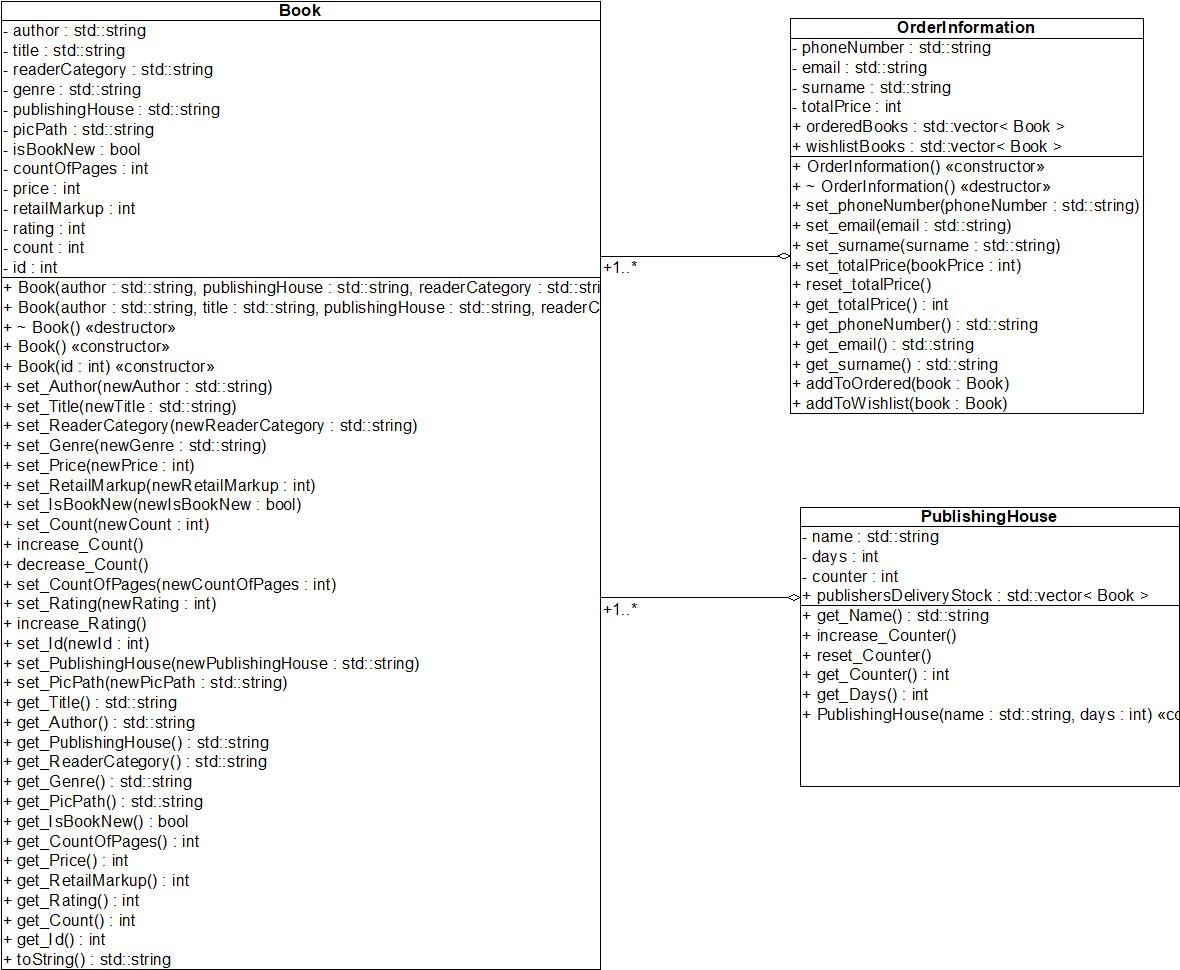 Book
- author : std::string
- title : std::string
- readerCategory : std::string
- genre : std::string
- publishingHouse : std::string
- picPath : std::string
- isBookNew : bool
- countOfPages : int
- price : int
- retailMarkup : int
- rating : int
- count : int
- id : int
+ Book(author : std::string, publishingHouse : std::string, readerCategory : std::stri
+ Book(author : std::string, title : std::string, publishingHouse : std::string, readerC
+ ~ Book() «destructor»
+ Book() «constructor»
+ Book(id : int) «constructor»
+ set_Author(newAuthor : std::string)
+ set_Title(newTitle : std::string)
+ set_ReaderCategory(newReaderCategory : std::string)
+ set_Genre(newGenre : std::string)
+ set_Price(newPrice : int)
+ set_RetailMarkup(newRetailMarkup : int)
+ set_IsBookNew(newIsBookNew : bool)
+ set_Count(newCount : int)
+ increase_Count()
+ decrease_Count()
+ set_CountOfPages(newCountOfPages : int)
+ set_Rating(newRating : int)
+ increase_Rating()
+ set_Id(newId : int)
+ set_PublishingHouse(newPublishingHouse : std::string)
+ set_PicPath(newPicPath : std::string)
+ get_Title() : std::string
+ get_Author() : std::string
+ get_PublishingHouse() : std::string
+ get_ReaderCategory() : std::string
+ get_Genre() : std::string
+ get_PicPath() : std::string
+ get_IsBookNew() : bool
+ get_CountOfPages() : int
+ get_Price() : int
+ get_RetailMarkup() : int
+ get_Rating() : int
+ get_Count() : int
+ get_Id() : int
+ toString() : std::string
+1..*
+1..*
OrderInformation
- phoneNumber : std::string
- email : std::string
- surname : std::string
- totalPrice : int
+ orderedBooks : std::vector< Book >
+ wishlistBooks : std::vector< Book >
+ OrderInformation() «constructor»
+ ~ OrderInformation() «destructor»
+ set_phoneNumber(phoneNumber : std::string)
+ set_email(email : std::string)
+ set_surname(surname : std::string)
+ set_totalPrice(bookPrice : int)
+ reset_totalPrice()
+ get_totalPrice() : int
+ get_phoneNumber() : std::string
+ get_email() : std::string
+ get_surname() : std::string
+ addToOrdered(book : Book)
+ addToWishlist(book : Book)
PublishingHouse
- name : std::string
- days : int
- counter : int
+ publishersDeliveryStock : std::vector< Book >
+ get_Name() : std::string
+ increase_Counter()
+ reset_Counter()
+ get_Counter() : int
+ get_Days() : int
+ PublishingHouse(name : std::string, days : int) «co